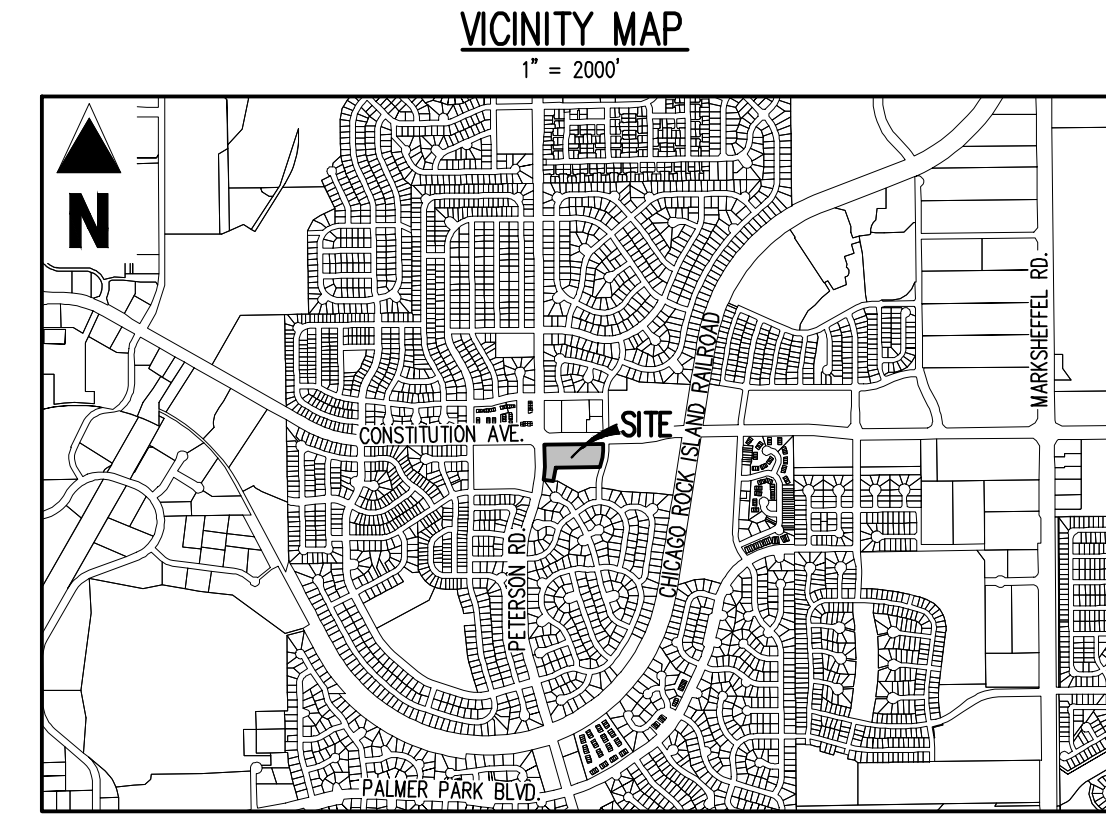 VICINITY MAP
1" = 2000'
N
MARKSHEFFEL RD.
CHICAGO ROCK ISLAND RAILROAD
SITE
CONSTITUTION AVE.
PETERSON RD.
PALMER PARK BLVD.